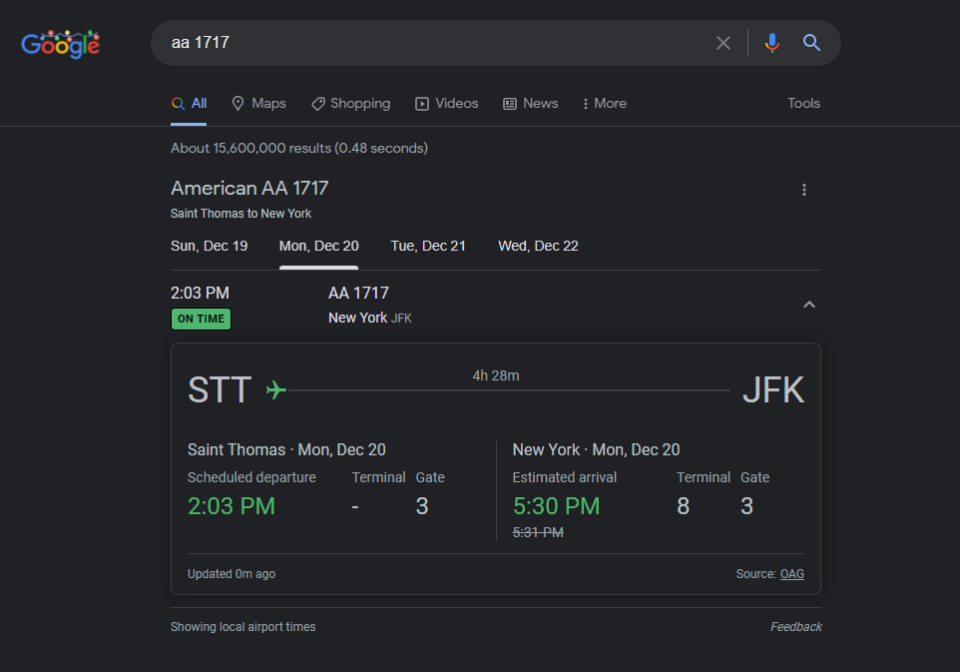 Google
aa 1717
All Maps Shopping Videos News More Tools
About 15,600,000 results (0.48 seconds)
American AA 1717
Saint Thomas to New York
Sun, Dec 19 Mon, Dec 20 Tue, Dec 21 Wed, Dec 22
2:03 PM AA 1717
ON TIME New York JFK
4h 28m
STT JFK
Saint Thomas · Mon, Dec 20 New York · Mon, Dec 20
Scheduled departure Terminal Gate Estimated arrival Terminal Gate
2:03 PM - 3 5:30 PM 8 3
5:31 PM
Updated 0m ago Source: OAG
Showing local airport times Feedback